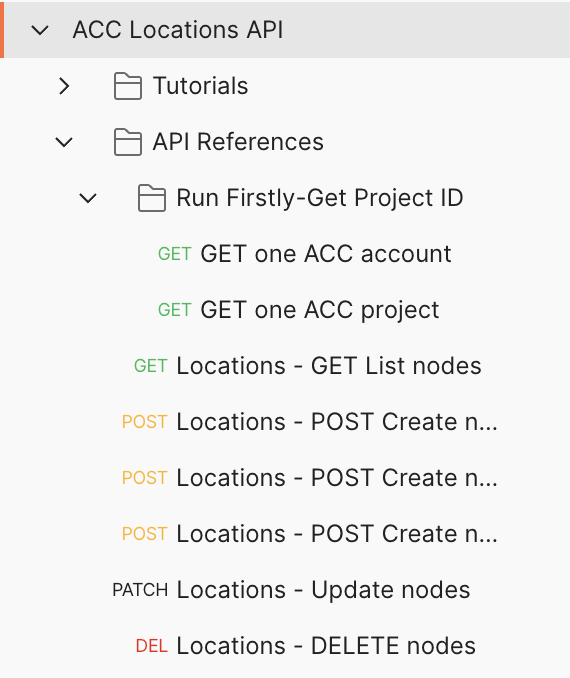 ACC Locations API
Tutorials
API References
Run Firstly-Get Project ID
GET GET one ACC account
GET GET one ACC project
GET Locations - GET List nodes
POST Locations - POST Create n...
POST Locations - POST Create n...
POST Locations - POST Create n...
PATCH Locations - Update nodes
DEL Locations - DELETE nodes